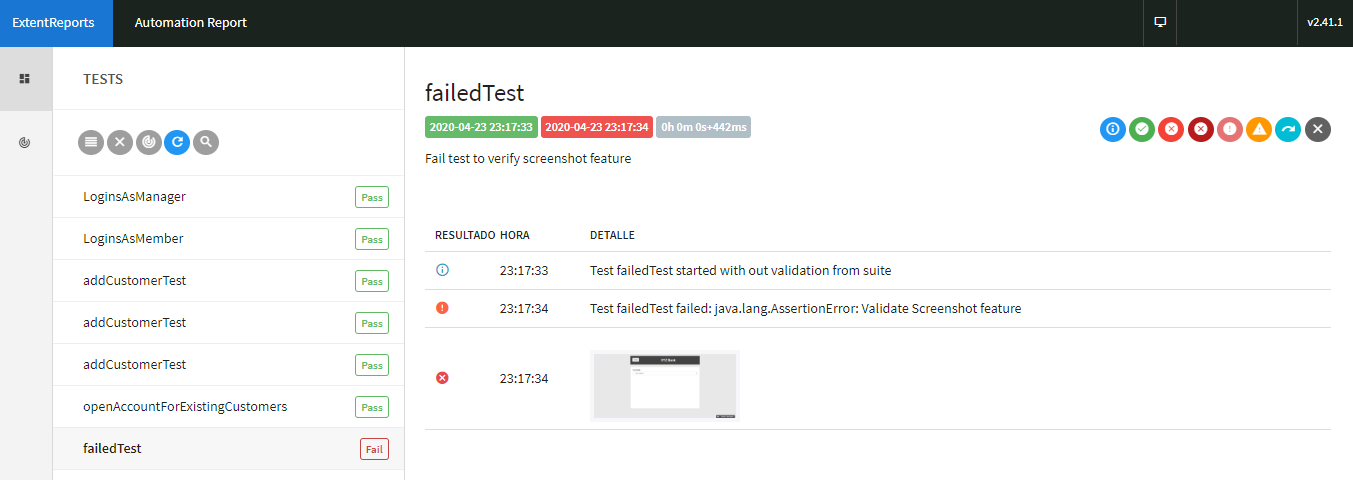 ExtentReports Automation Report v2.41.1
TESTS
LoginsAsManager Pass
LoginsAsMember Pass
addCustomerTest Pass
addCustomerTest Pass
addCustomerTest Pass
openAccountForExistingCustomers Pass
failedTest Fail
failedTest
2020-04-23 23:17:33 2020-04-23 23:17:34 0h 0m 0s+442ms
Fail test to verify screenshot feature
RESULTADO HORA DETALLE
23:17:33 Test failedTest started with out validation from suite
23:17:34 Test failedTest failed: java.lang.AssertionError: Validate Screenshot feature
23:17:34